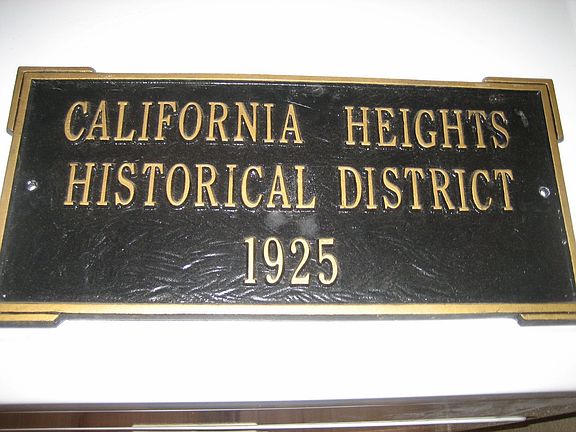 CALIFORNIA HEIGHTS
HISTORICAL DISTRICT
1925